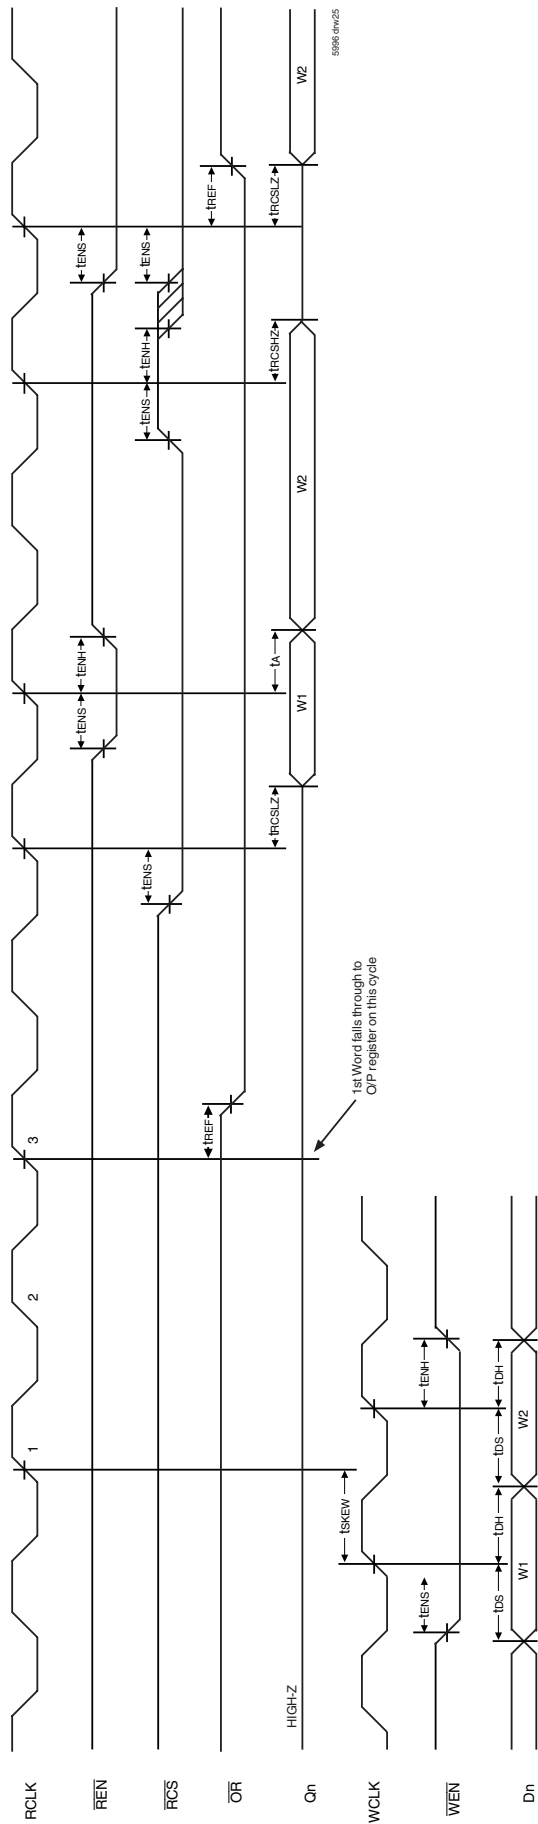 RCLK
1
2
3
REN
tENS
tENH
tENS
RCS
tENS
tENS
tENH
tENS
OR
tREF
tREF
Qn
HIGH-Z
tRCSLZ
W1
tA
W2
tRCSHZ
tRCSLZ
W2
1st Word falls through to
O/P register on this cycle
tSKEW
WCLK
WEN
tENS
tENH
Dn
tDS
W1
tDH
tDS
W2
tDH
5996 drw25